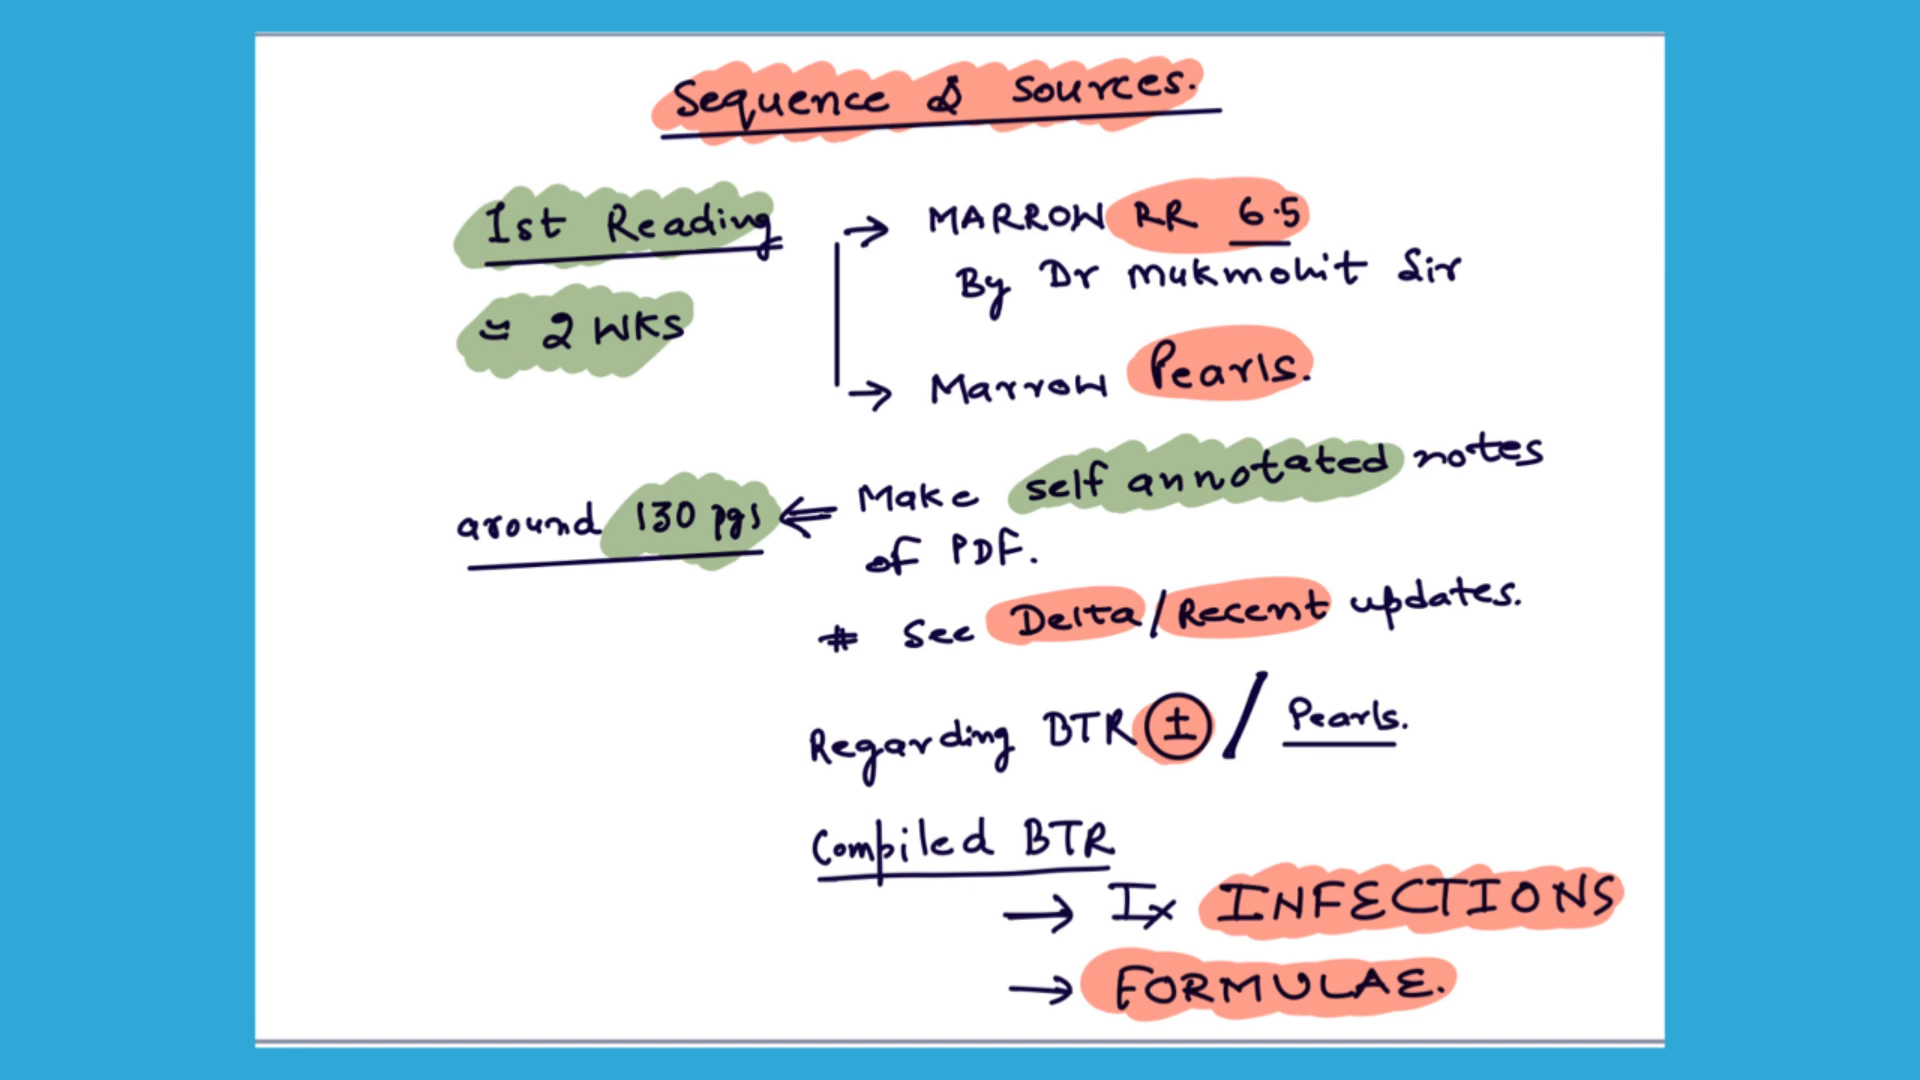 Sequence & Sources.
1st Reading
≈ 2 WKS
→ MARROW RR 6.5
By Dr Mukmohit Sir
→ Marrow Pearls.
around 130 pgs ⇐ Make self annotated notes
of PDF.
# See Delta / Recent updates.
Regarding BTR ± / Pearls.
Compiled BTR
→ Ix INFECTIONS
→ FORMULAE.